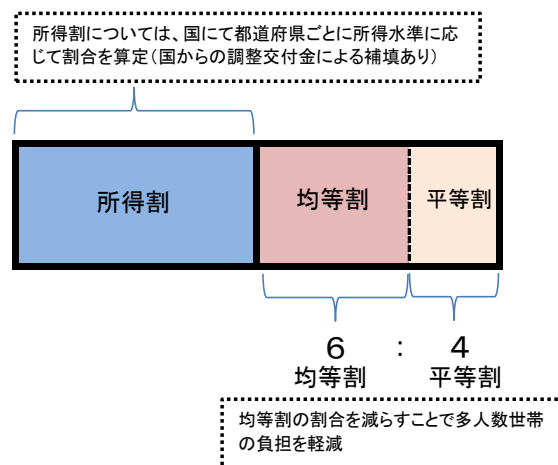 所得割については、国にて都道府県ごとに所得水準に応
じて割合を算定(国からの調整交付金による補填あり)
所得割
均等割
平等割
6 : 4
均等割 平等割
均等割の割合を減らすことで多人数世帯
の負担を軽減